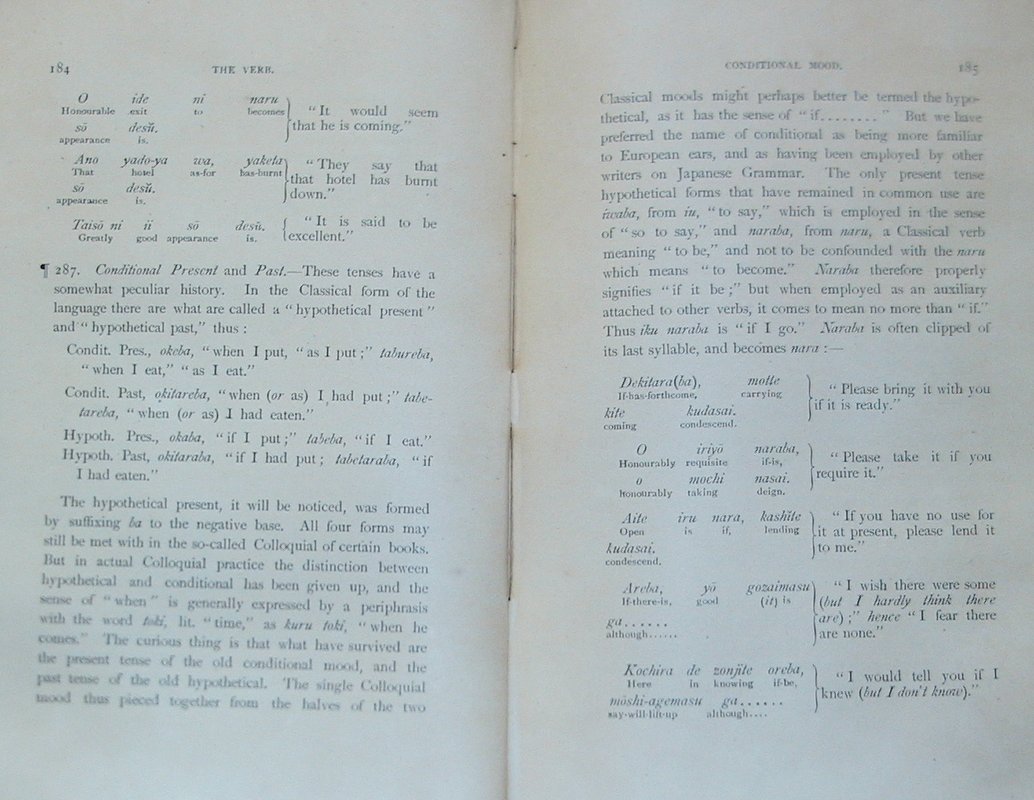 184 THE VERB.
O ide ni naru
Honourable exit to becomes
sō desŭ.
appearance is.
“It would seem
that he is coming.”
Ano yado-ya wa, yaketa
That hotel as-for has-burnt
sō desŭ.
appearance is.
“They say that
that hotel has burnt
down.”
Taisō ni ii sō desŭ.
Greatly good appearance is.
“It is said to be
excellent.”
¶ 287. Conditional Present and Past.—These tenses have a
somewhat peculiar history. In the Classical form of the
language there are what are called a “hypothetical present”
and “hypothetical past,” thus :
Condit. Pres., okeba, “when I put, “as I put;” tabureba,
“when I eat,” “as I eat.”
Condit. Past, okitareba, “when (or as) I had put;” tabe-
tareba, “when (or as) I had eaten.”
Hypoth. Pres., okaba, “if I put;” tabeba, “if I eat.”
Hypoth. Past, okitaraba, “if I had put; tabetaraba, “if
I had eaten.”
The hypothetical present, it will be noticed, was formed
by suffixing ba to the negative base. All four forms may
still be met with in the so-called Colloquial of certain books.
But in actual Colloquial practice the distinction between
hypothetical and conditional has been given up, and the
sense of “when” is generally expressed by a periphrasis
with the word toki, lit. “time,” as kuru toki, “when he
comes.” The curious thing is that what have survived are
the present tense of the old conditional mood, and the
past tense of the old hypothetical. The single Colloquial
mood thus pieced together from the halves of the two
CONDITIONAL MOOD. 185
Classical moods might perhaps better be termed the hypo-
thetical, as it has the sense of “if........” But we have
preferred the name of conditional as being more familiar
to European ears, and as having been employed by other
writers on Japanese Grammar. The only present tense
hypothetical forms that have remained in common use are
iwaba, from iu, “to say,” which is employed in the sense
of “so to say,” and naraba, from naru, a Classical verb
meaning “to be,” and not to be confounded with the naru
which means “to become.” Naraba therefore properly
signifies “if it be;” but when employed as an auxiliary
attached to other verbs, it comes to mean no more than “if.”
Thus iku naraba is “if I go.” Naraba is often clipped of
its last syllable, and becomes nara :—
Dekitara(ba), motte
If-has-forthcome, carrying
kite kudasai.
coming condescend.
“Please bring it with you
if it is ready.”
O iriyō naraba,
Honourably requisite if-is,
o mochi nasai.
honourably taking deign.
“Please take it if you
require it.”
Aite iru nara, kashite
Open is if, lending
kudasai.
condescend.
“If you have no use for
it at present, please lend it
to me.”
Areba, yō gozaimasu
If-there-is, good (it) is
ga......
although......
“I wish there were some
(but I hardly think there
are);” hence “I fear there
are none.”
Kochira de zonjite oreba,
Here in knowing if-be,
mōshi-agemasu ga......
say-will-lift-up although....
“I would tell you if I
knew (but I don't know).”